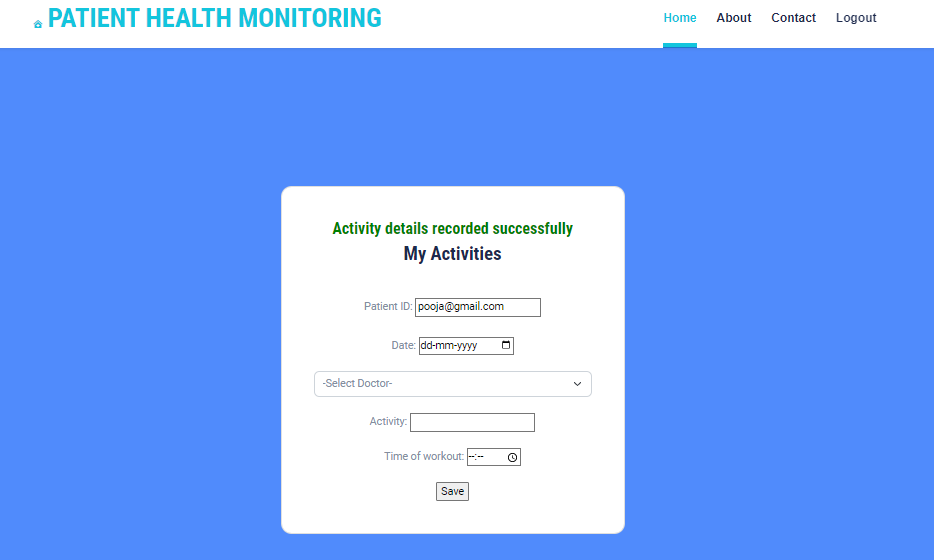 PATIENT HEALTH MONITORING
Home About Contact Logout
Activity details recorded successfully
My Activities
Patient ID: pooja@gmail.com
Date: dd-mm-yyyy
-Select Doctor-
Activity:
Time of workout: --:--
Save